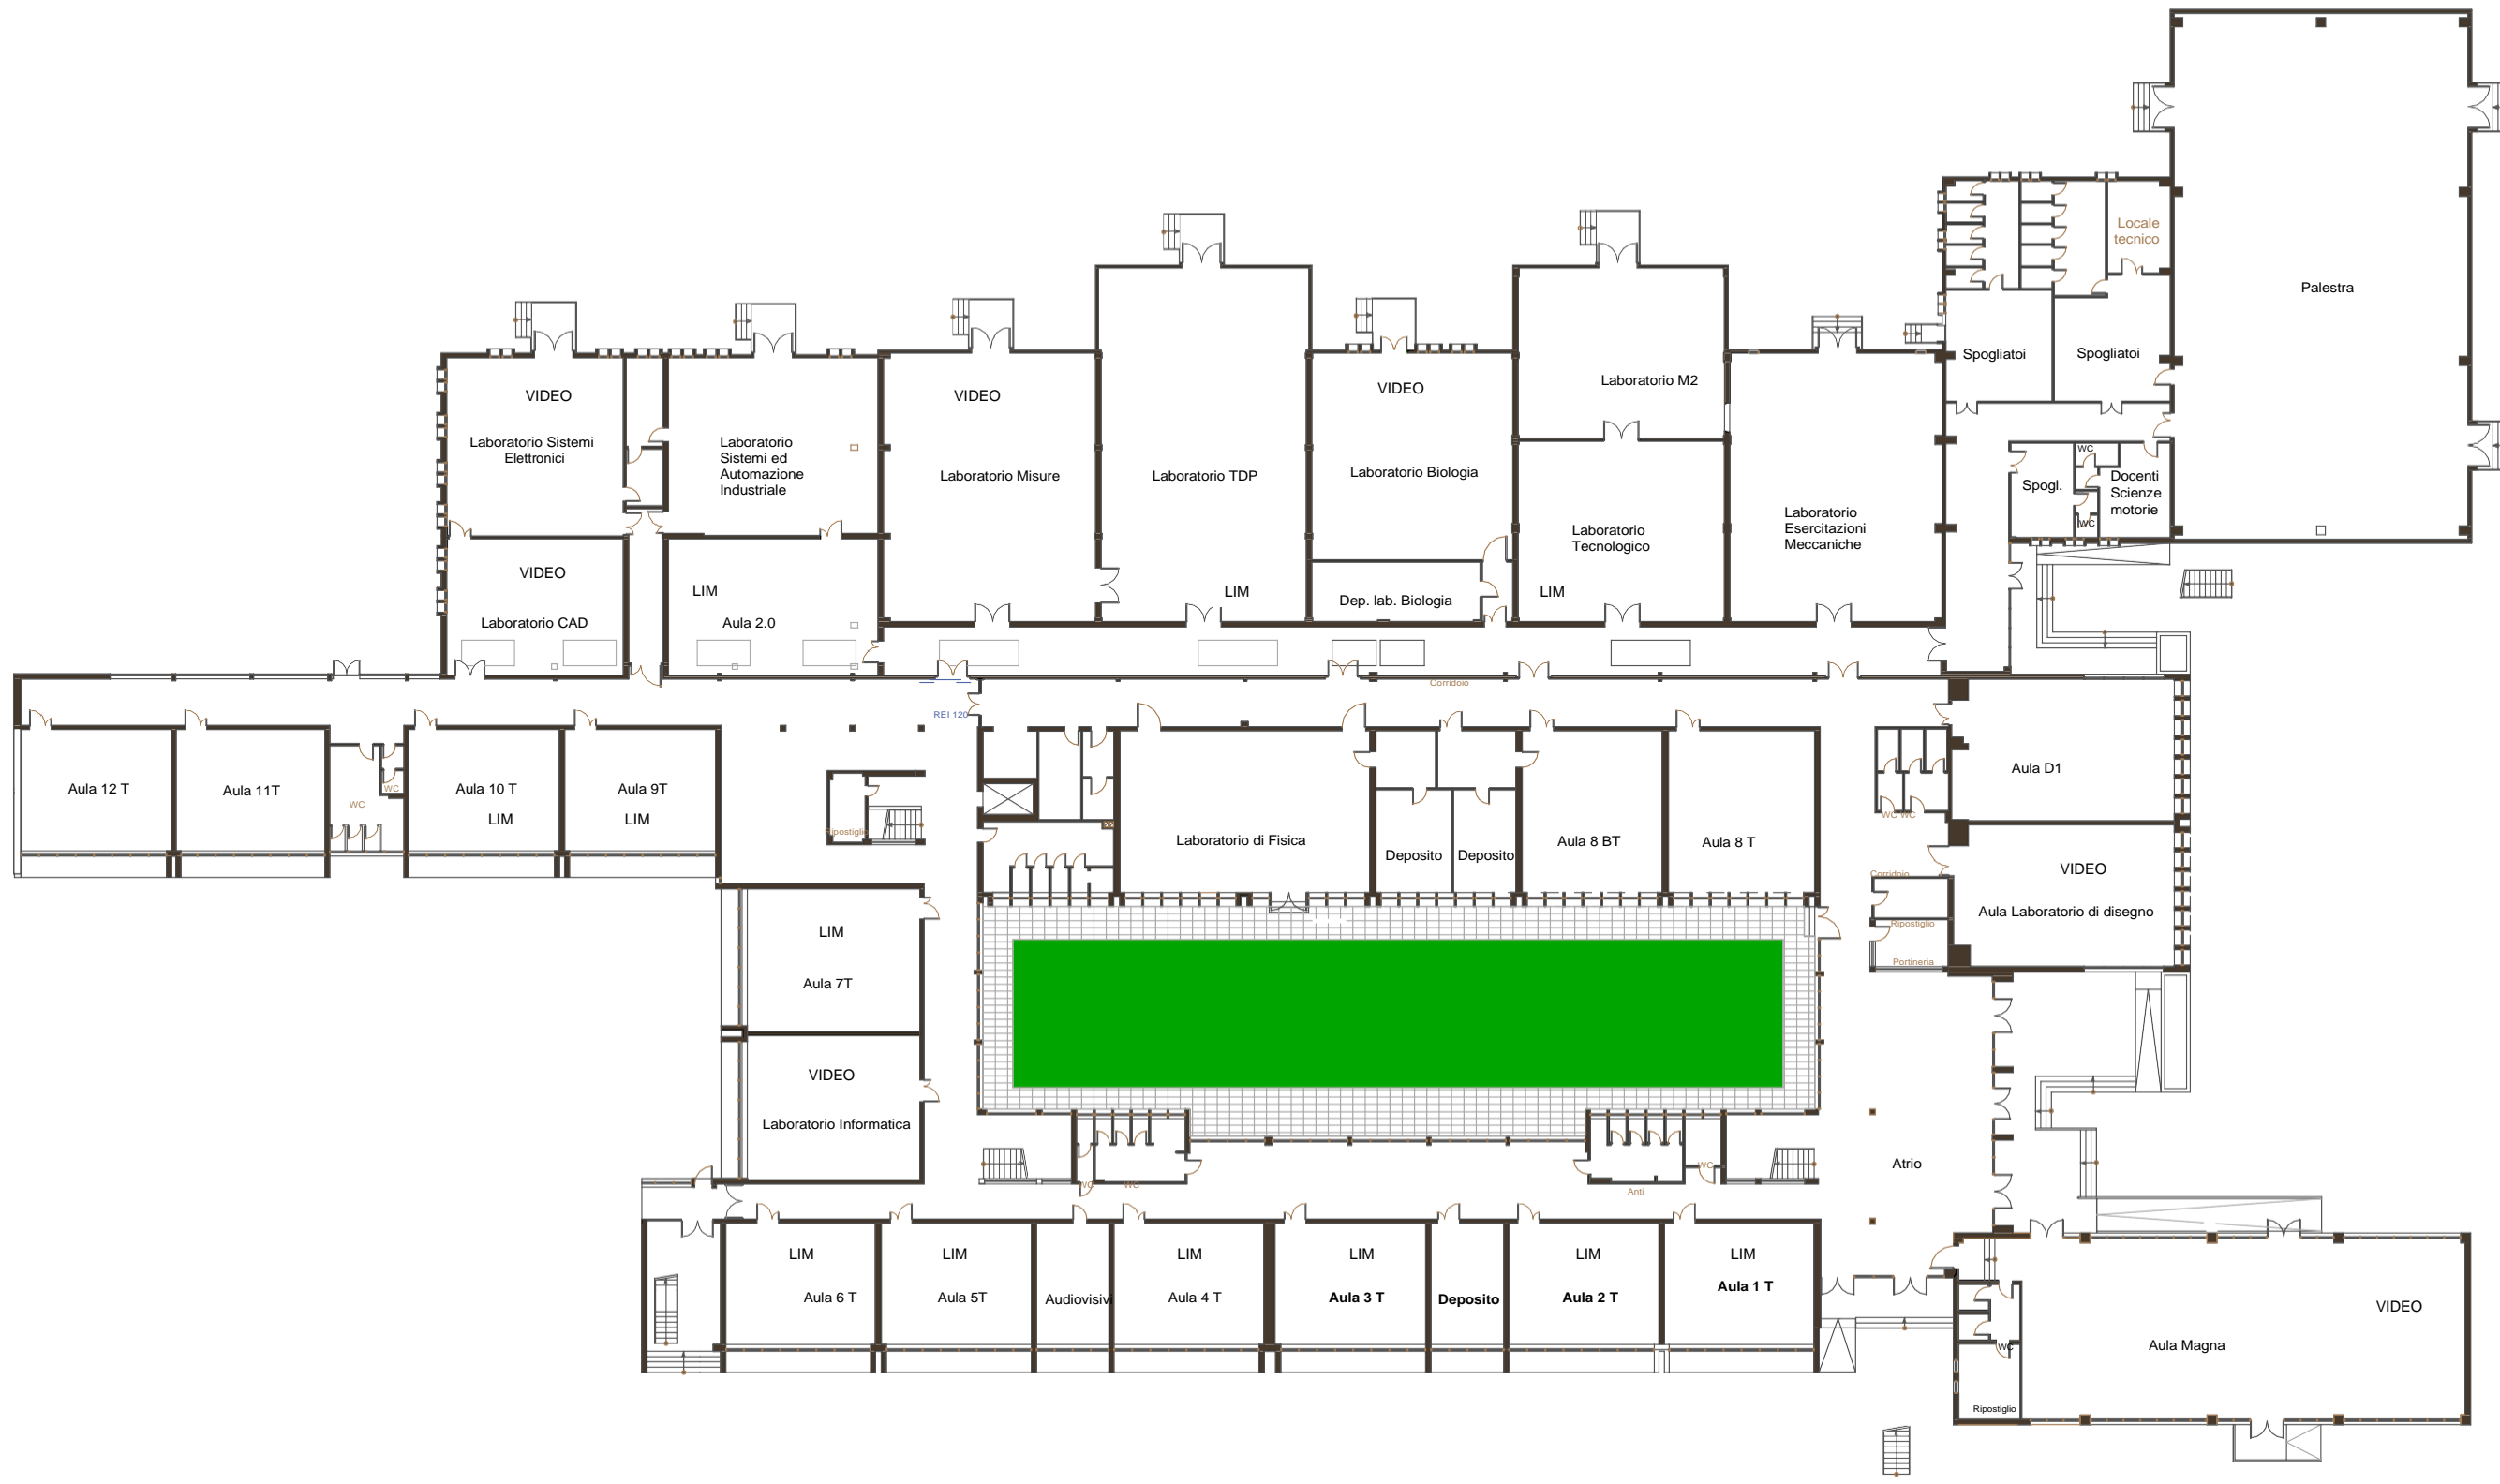 Locale
tecnico
Palestra
Spogliatoi
Spogliatoi
Laboratorio M2
VIDEO
VIDEO
VIDEO
Laboratorio Sistemi
Elettronici
Laboratorio
Sistemi ed
Automazione
Industriale
Laboratorio Misure
Laboratorio TDP
Laboratorio Biologia
WC
Spogl.
Docenti
Scienze
motorie
WC
Laboratorio
Esercitazioni
Meccaniche
Laboratorio
Tecnologico
VIDEO
LIM
LIM
LIM
Dep. lab. Biologia
Laboratorio CAD
Aula 2.0
Corridoio
REI 120
Aula D1
Aula 12 T
Aula 11T
WC
WC
Aula 10 T
LIM
Aula 9T
LIM
Ripostiglio
Laboratorio di Fisica
Deposito
Deposito
Aula 8 BT
Aula 8 T
WC WC
VIDEO
Corridoio
Aula Laboratorio di disegno
Ripostiglio
Portineria
LIM
Aula 7T
VIDEO
Laboratorio Informatica
Atrio
WC
WC
Anti
WC
LIM
Aula 6 T
LIM
Aula 5T
Audiovisivi
LIM
Aula 4 T
LIM
Aula 3 T
Deposito
LIM
Aula 2 T
LIM
Aula 1 T
VIDEO
Aula Magna
WC
Ripostiglio